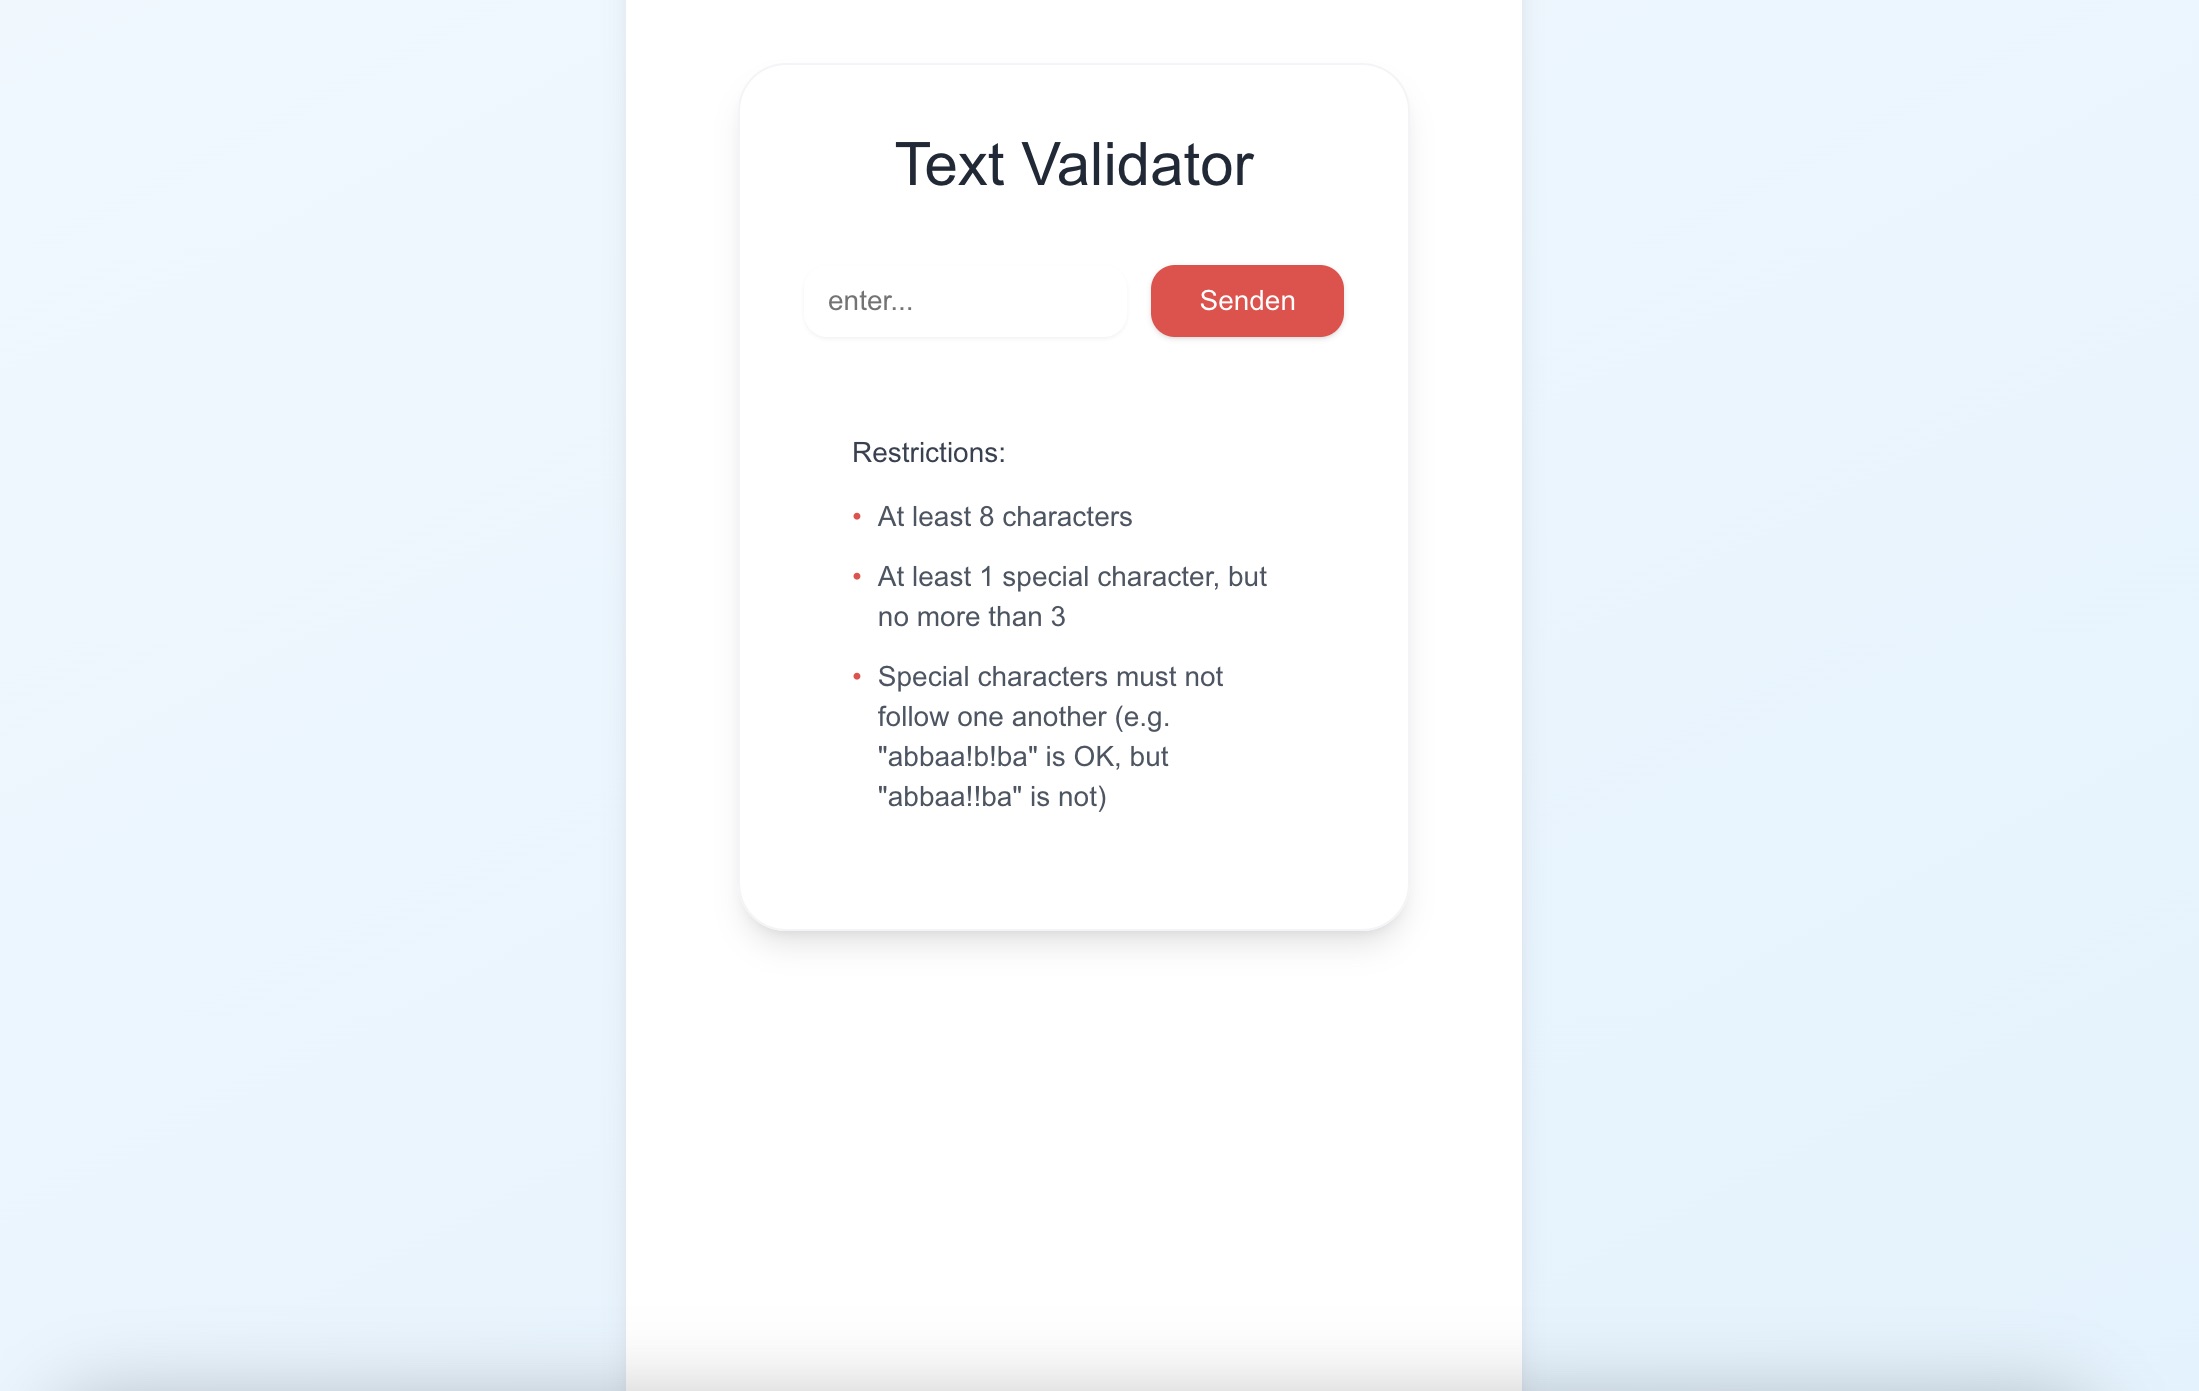 Text Validator
enter...
Senden
Restrictions:
• At least 8 characters
• At least 1 special character, but
no more than 3
• Special characters must not
follow one another (e.g.
"abbaa!b!ba" is OK, but
"abbaa!!ba" is not)